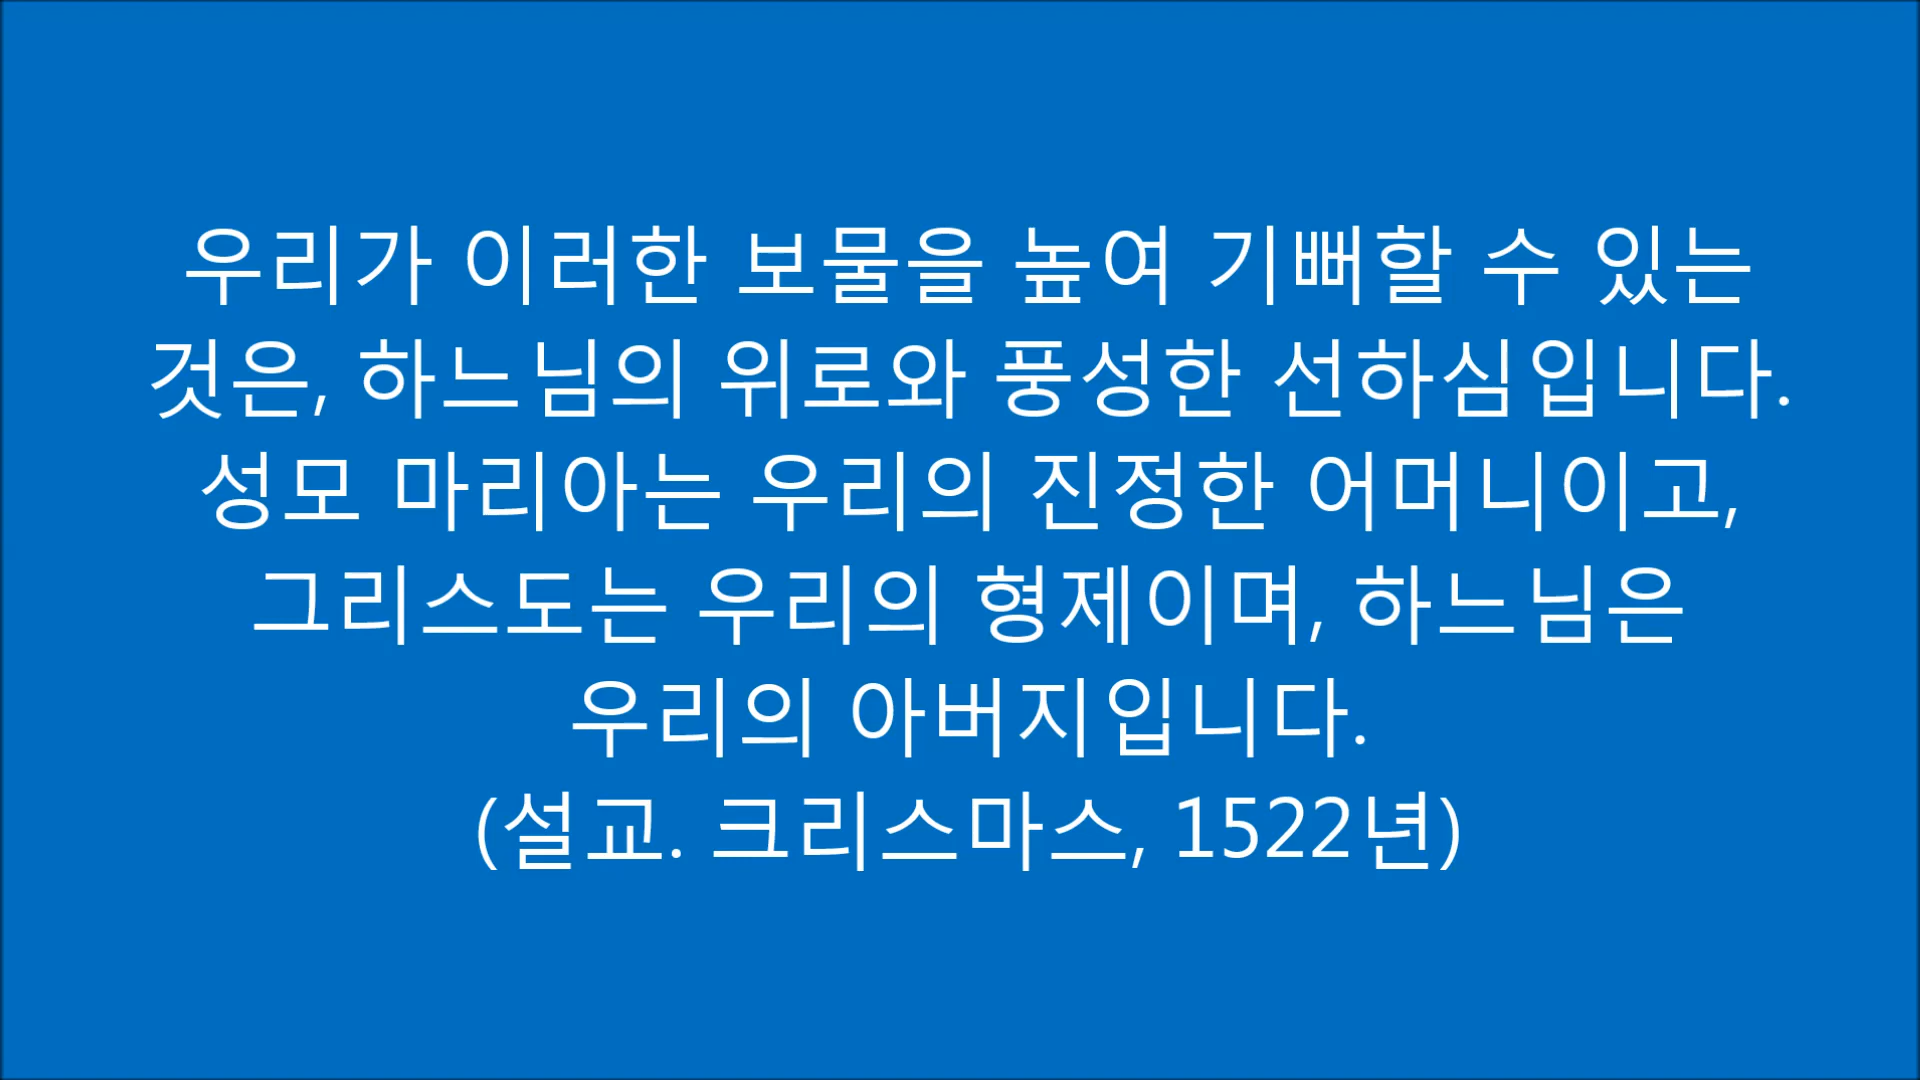 우리가 이러한 보물을 높여 기뻐할 수 있는
것은, 하느님의 위로와 풍성한 선하심입니다.
성모 마리아는 우리의 진정한 어머니이고,
그리스도는 우리의 형제이며, 하느님은
우리의 아버지입니다.
(설교. 크리스마스, 1522년)